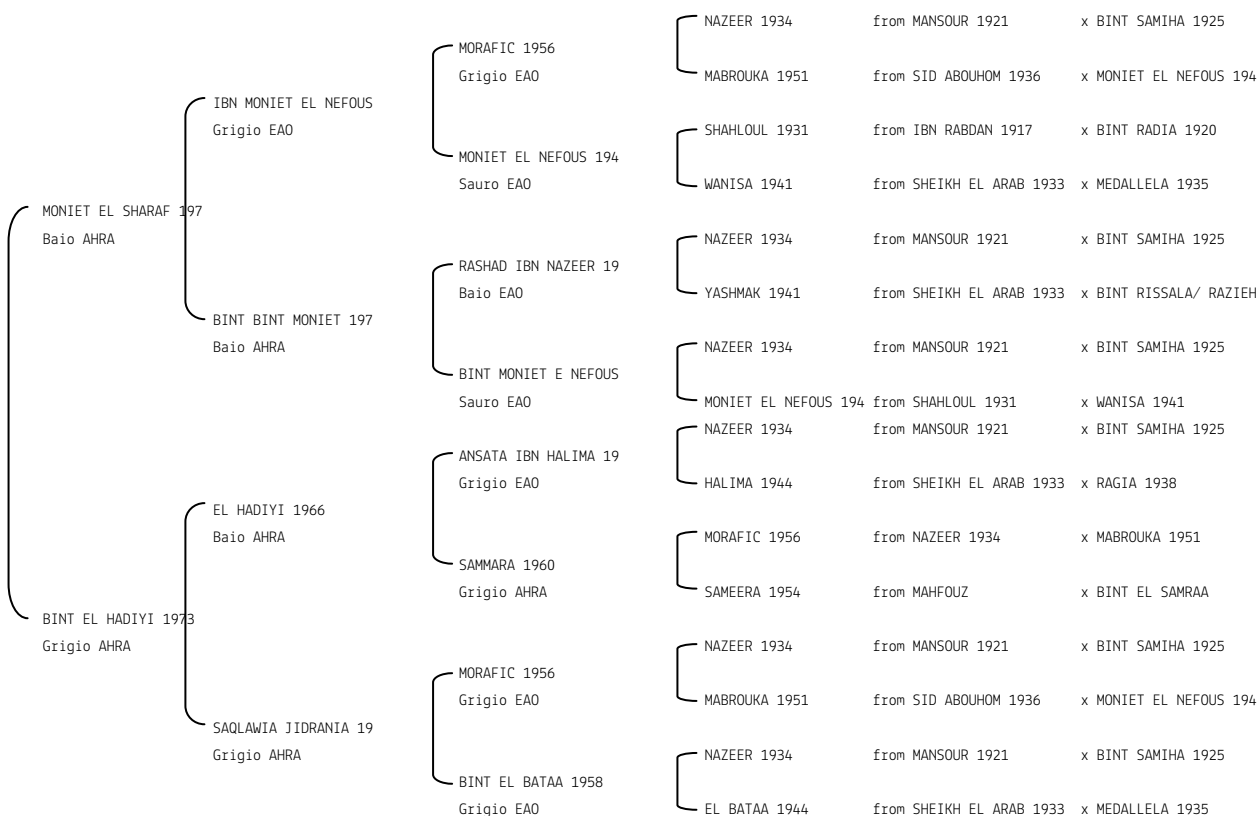 NAZEER 1934 from MANSOUR 1921 x BINT SAMIHA 1925
MORAFIC 1956
Grigio EAO
MABROUKA 1951 from SID ABOUHOM 1936 x MONIET EL NEFOUS 194
IBN MONIET EL NEFOUS
Grigio EAO
SHAHLOUL 1931 from IBN RABDAN 1917 x BINT RADIA 1920
MONIET EL NEFOUS 194
Sauro EAO
WANISA 1941 from SHEIKH EL ARAB 1933 x MEDALLELA 1935
MONIET EL SHARAF 197
Baio AHRA
NAZEER 1934 from MANSOUR 1921 x BINT SAMIHA 1925
RASHAD IBN NAZEER 19
Baio EAO
YASHMAK 1941 from SHEIKH EL ARAB 1933 x BINT RISSALA/ RAZIEH
BINT BINT MONIET 197
Baio AHRA
NAZEER 1934 from MANSOUR 1921 x BINT SAMIHA 1925
BINT MONIET E NEFOUS
Sauro EAO
MONIET EL NEFOUS 194 from SHAHLOUL 1931 x WANISA 1941
NAZEER 1934 from MANSOUR 1921 x BINT SAMIHA 1925
ANSATA IBN HALIMA 19
Grigio EAO
HALIMA 1944 from SHEIKH EL ARAB 1933 x RAGIA 1938
EL HADIYI 1966
Baio AHRA
MORAFIC 1956 from NAZEER 1934 x MABROUKA 1951
SAMMARA 1960
Grigio AHRA
SAMEERA 1954 from MAHFOUZ x BINT EL SAMRAA
BINT EL HADIYI 1973
Grigio AHRA
NAZEER 1934 from MANSOUR 1921 x BINT SAMIHA 1925
MORAFIC 1956
Grigio EAO
MABROUKA 1951 from SID ABOUHOM 1936 x MONIET EL NEFOUS 194
SAQLAWIA JIDRANIA 19
Grigio AHRA
NAZEER 1934 from MANSOUR 1921 x BINT SAMIHA 1925
BINT EL BATAA 1958
Grigio EAO
EL BATAA 1944 from SHEIKH EL ARAB 1933 x MEDALLELA 1935